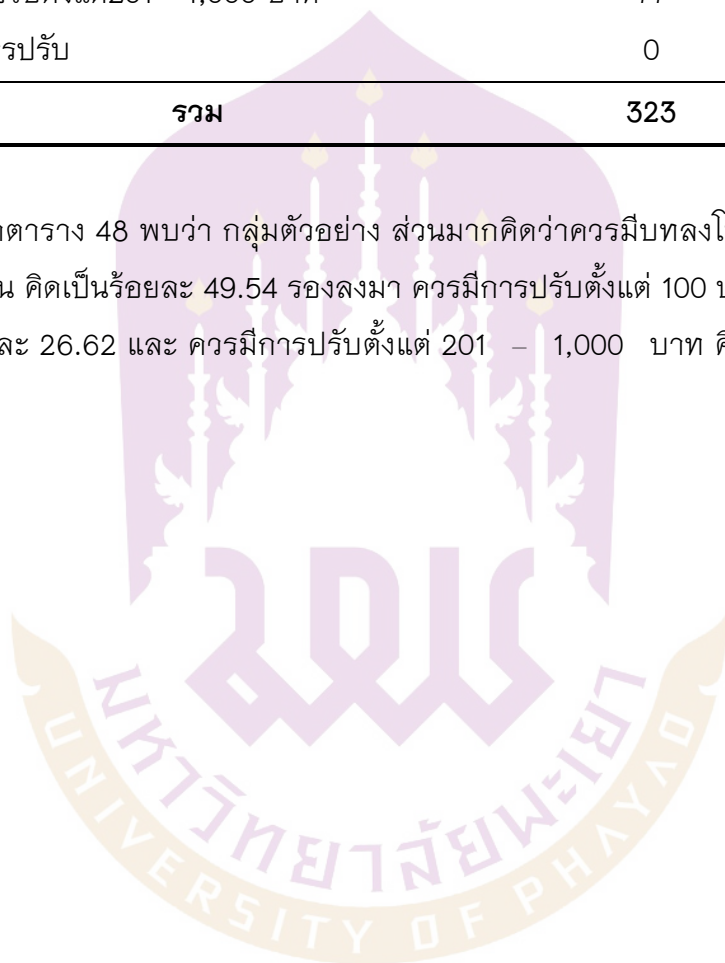 รปรับ 0
รวม 323
ตาราง 48 พบว่า กลุ่มตัวอย่าง ส่วนมากคิดว่าควรมีบทลงโ
น คิดเป็นร้อยละ 49.54 รองลงมา ควรมีการปรับตั้งแต่ 100
ละ 26.62 และ ควรมีการปรับตั้งแต่ 201 – 1,000 บาท
มหาวิทยาลัยพะเยา
UNIVERSITY OF PHAYAO